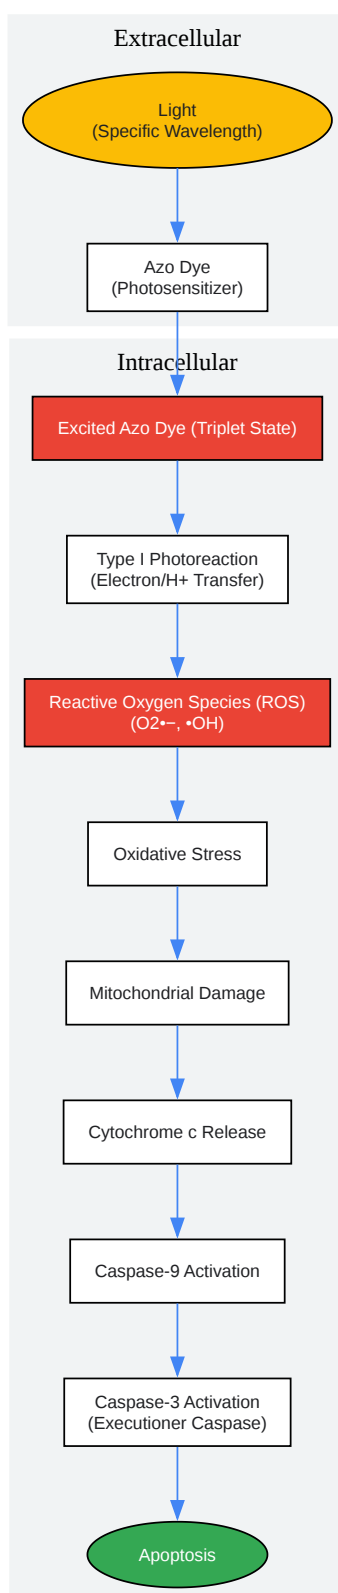 Extracellular
Light
(Specific Wavelength)
Azo Dye
(Photosensitizer)
Intracellular
Excited Azo Dye (Triplet State)
Type I Photoreaction
(Electron/H+ Transfer)
Reactive Oxygen Species (ROS)
(O2•−, •OH)
Oxidative Stress
Mitochondrial Damage
Cytochrome c Release
Caspase-9 Activation
Caspase-3 Activation
(Executioner Caspase)
Apoptosis